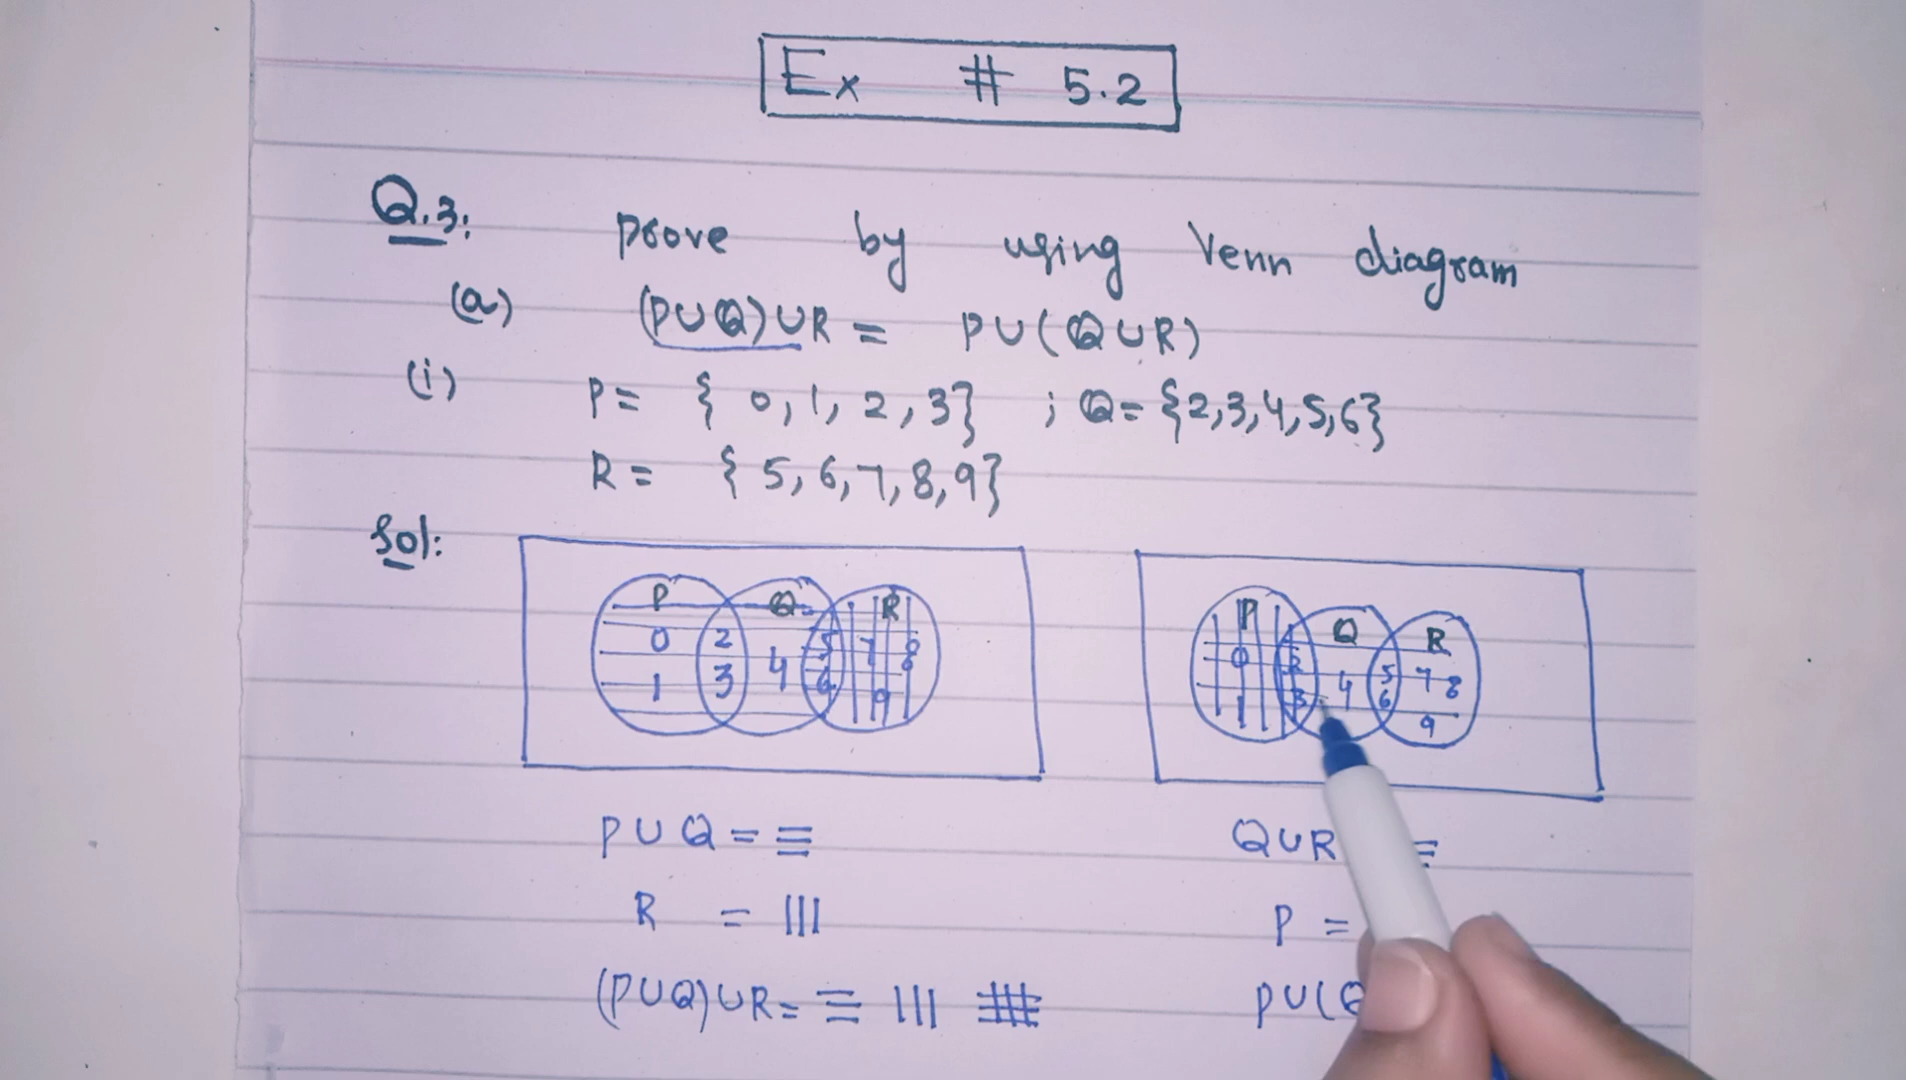 Ex # 5.2
Q.3: Prove by using Venn diagram
(a) (P∪Q)∪R = P∪(Q∪R)
(i) P= { 0, 1, 2, 3} ; Q= {2,3,4,5,6}
R= { 5, 6, 7, 8, 9}
Sol:
P Q R
0 2 4 5 7 8
1 3 6 9
P Q R
0 2 4 5 7 8
1 3 6 9
P∪Q = ≡
R = |||
(P∪Q)∪R = ≡ |||
Q∪R
P =
P∪(Q